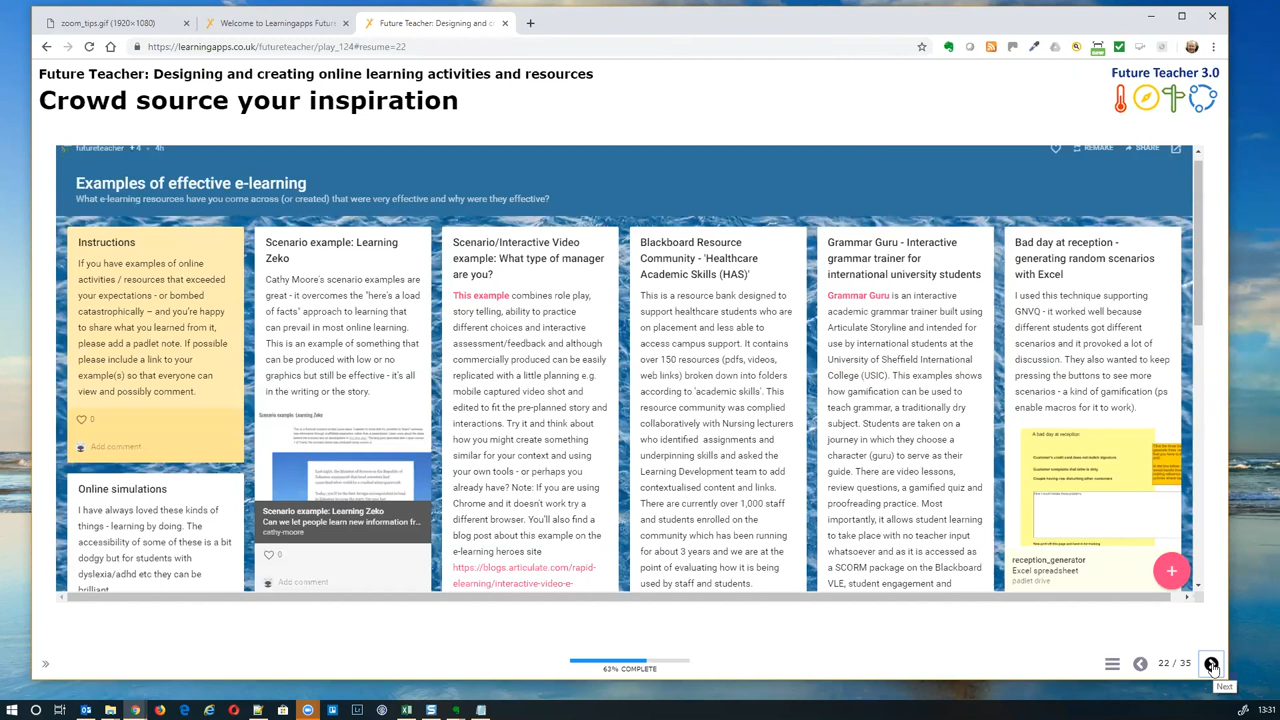 zoom_tips.gif (1920×1080)
Welcome to Learningapps Futur
Future Teacher: Designing and cr
https://learningapps.co.uk/futureteacher/play_124#resume=22
Future Teacher: Designing and creating online learning activities and resources
Crowd source your inspiration
Future Teacher 3.0
futureteacher +4 • 4h
REMAKE
SHARE
Examples of effective e-learning
What e-learning resources have you come across (or created) that were very effective and why were they effective?
Instructions
If you have examples of online
activities / resources that exceeded
your expectations - or bombed
catastrophically – and you're happy
to share what you learned from it,
please add a padlet note. If possible
please include a link to your
example(s) so that everyone can
view and possibly comment.
0
Add comment
Online simulations
I have always loved these kinds of
things - learning by doing. The
accessibility of some of these is a bit
dodgy but for students with
dyslexia/adhd etc they can be
brilliant
Scenario example: Learning
Zeko
Cathy Moore's scenario examples are
great - it overcomes the "here's a load
of facts" approach to learning that
can prevail in most online learning.
This is an example of something that
can be produced with low or no
graphics but still be effective - it's all
in the writing or the story.
Scenario example: Learning Zeko
Scenario example: Learning Zeko
Can we let people learn new information fr...
cathy-moore
0
Add comment
Scenario/Interactive Video
example: What type of manager
are you?
This example combines role play,
story telling, ability to practice
different choices and interactive
assessment/feedback and although
commercially produced can be easily
replicated with a little planning e.g.
mobile captured video shot and
edited to fit the pre-planned story and
interactions. Try it and think about
how you might create something
similar for your context and using
your own tools - or perhaps you
already have? Note: If you are using
Chrome and it doesn't work try a
different browser. You'll also find a
blog post about this example on the
e-learning heroes site
https://blogs.articulate.com/rapid-
elearning/interactive-video-e-
Blackboard Resource
Community - 'Healthcare
Academic Skills (HAS)'
This is a resource bank designed to
support healthcare students who are
on placement and less able to
access campus support. It contains
over 150 resources (pdfs, videos,
web links) broken down into folders
according to 'academic skills'. This
resource community was complied
collaboratively with local tutors
who identified assignments and
underpinning skills and asked the
Learning Development team to add
contextualised content and links.
There are currently over 1,000 staff
and students enrolled on the
community which has been running
for about 3 years and we are at the
point of evaluating how it is being
used by staff and students.
Grammar Guru - Interactive
grammar trainer for
international university students
Grammar Guru is an interactive
academic grammar trainer built using
Articulate Storyline and intended for
use by international students at the
University of Sheffield International
College (USIC). This examples shows
how gamification can be used to
teach grammar, a traditionally dry
subject. Students are taken on a
journey in which they choose a
character (guru) to serve as their
guide. There are video lessons,
review questions, a gamified quiz and
proofreading practice. Most
importantly, it allows student learning
to take place with no teacher input
whatsoever and as it is accessed as
a SCORM package on the Blackboard
VLE, student engagement and
Bad day at reception -
generating random scenarios
with Excel
I used this technique supporting
GNVQ - it worked well because
different students got different
scenarios and it provoked a lot of
discussion. They also wanted to keep
pressing the buttons to see more
scenarios - a kind of gamification (ps
enable macros for it to work).
A bad day at reception:
Customer complains that latte is dirty.
reception_generator
Excel spreadsheet
padlet drive
63% COMPLETE
22 / 35
Next
13:31